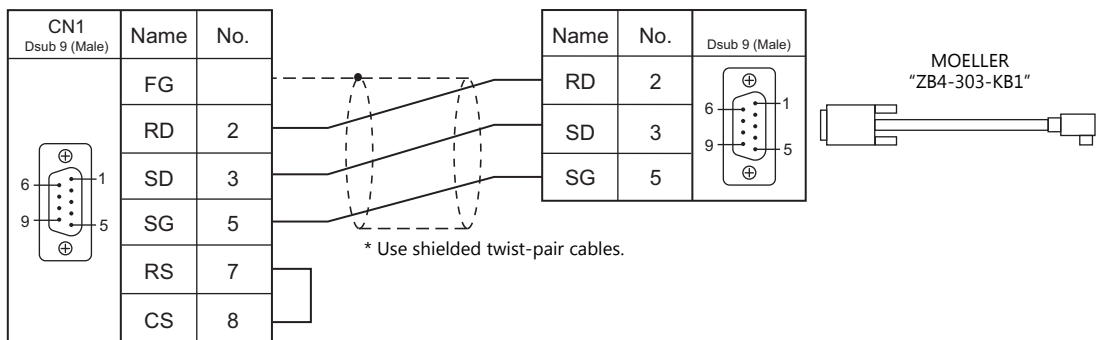 CN1
Dsub 9 (Male)
Name No.
FG
RD 2
SD 3
SG 5
RS 7
CS 8
6 1
9 5
Name No.
RD 2
SD 3
SG 5
Dsub 9 (Male)
6 1
9 5
MOELLER
“ZB4-303-KB1”
* Use shielded twist-pair cables.